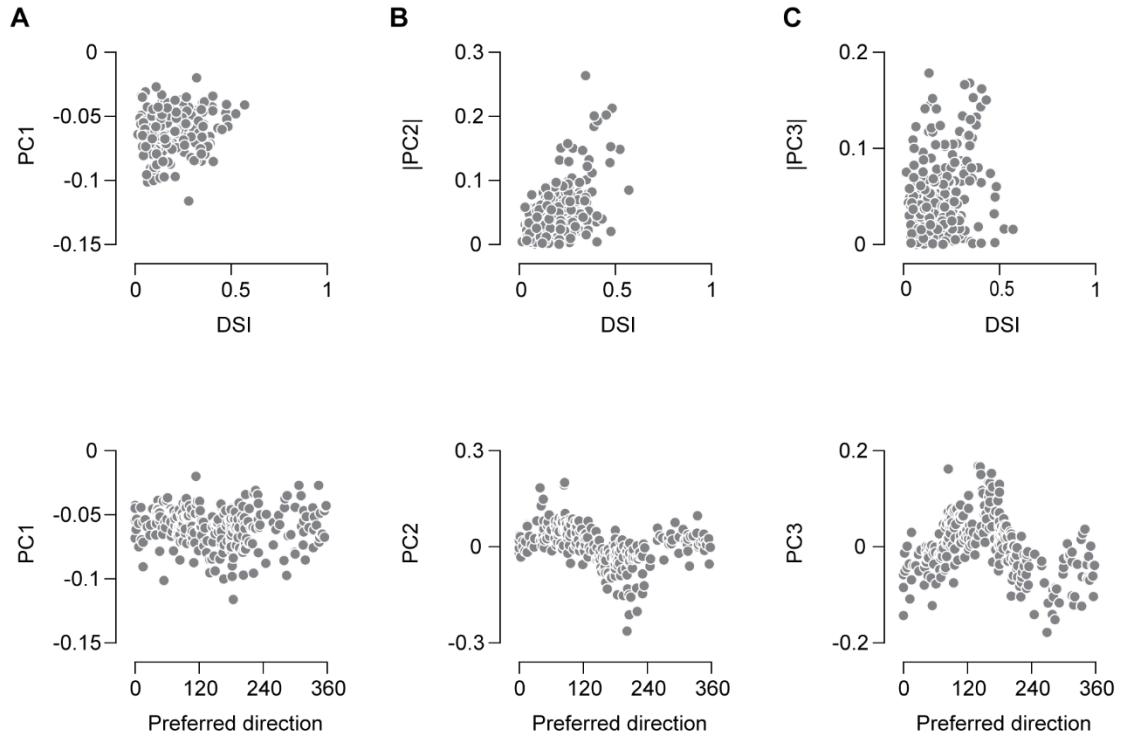 A
0
-0.05
-0.1
-0.15
PC1
0
0.5
1
DSI
B
0.3
0.2
0.1
0
|PC2|
0
0.5
1
DSI
C
0.2
0.1
0
|PC3|
0
0.5
1
DSI
0
-0.05
-0.1
-0.15
PC1
0
120
240
360
Preferred direction
0.3
0
-0.3
PC2
0
120
240
360
Preferred direction
0.2
0
-0.2
PC3
0
120
240
360
Preferred direction